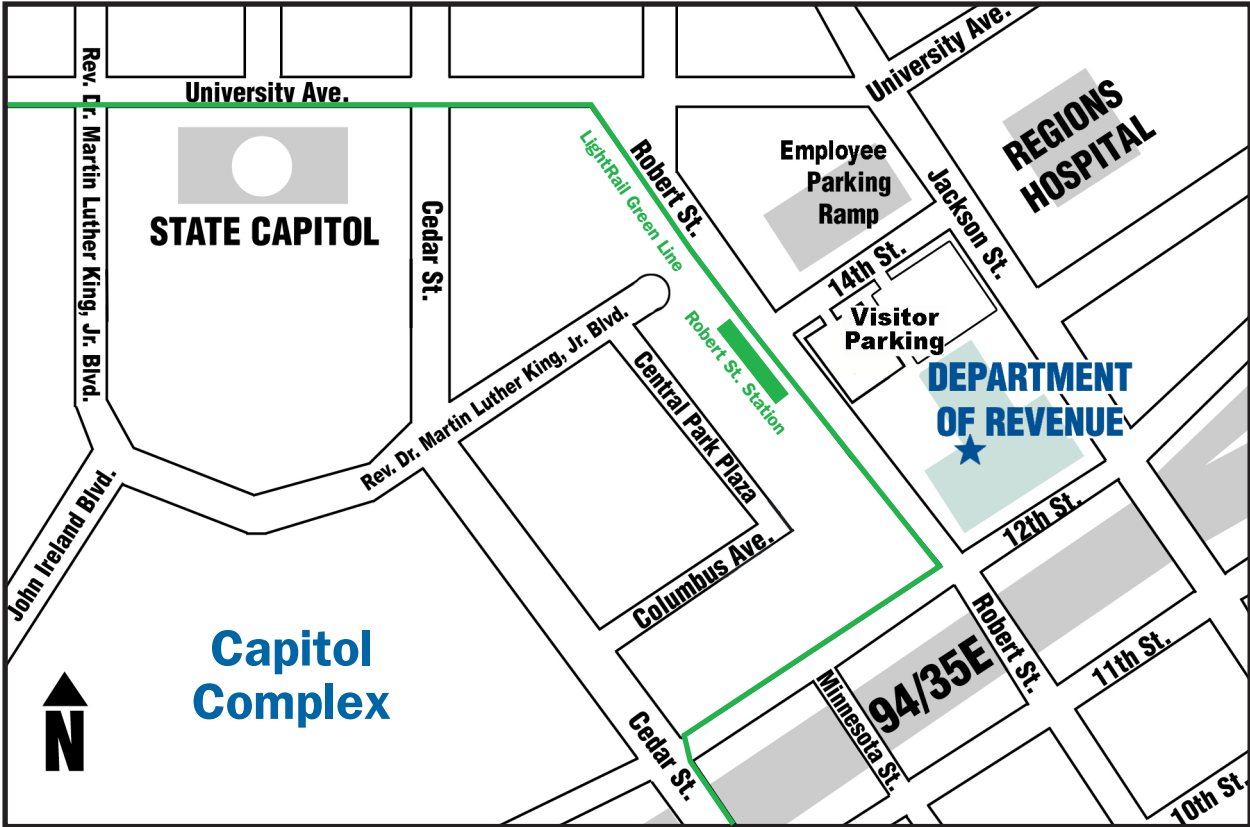 University Ave.
University Ave.
Rev. Dr. Martin Luther King, Jr. Blvd.
STATE CAPITOL
Cedar St.
LightRail Green Line
Robert St.
Employee
Parking
Ramp
REGIONS
HOSPITAL
Jackson St.
14th St.
Visitor
Parking
Rev. Dr. Martin Luther King, Jr. Blvd.
Robert St. Station
Central Park Plaza
DEPARTMENT
OF REVENUE
John Ireland Blvd.
Columbus Ave.
12th St.
Capitol
Complex
N
Cedar St.
Minnesota St.
94/35E
Robert St.
11th St.
10th St.